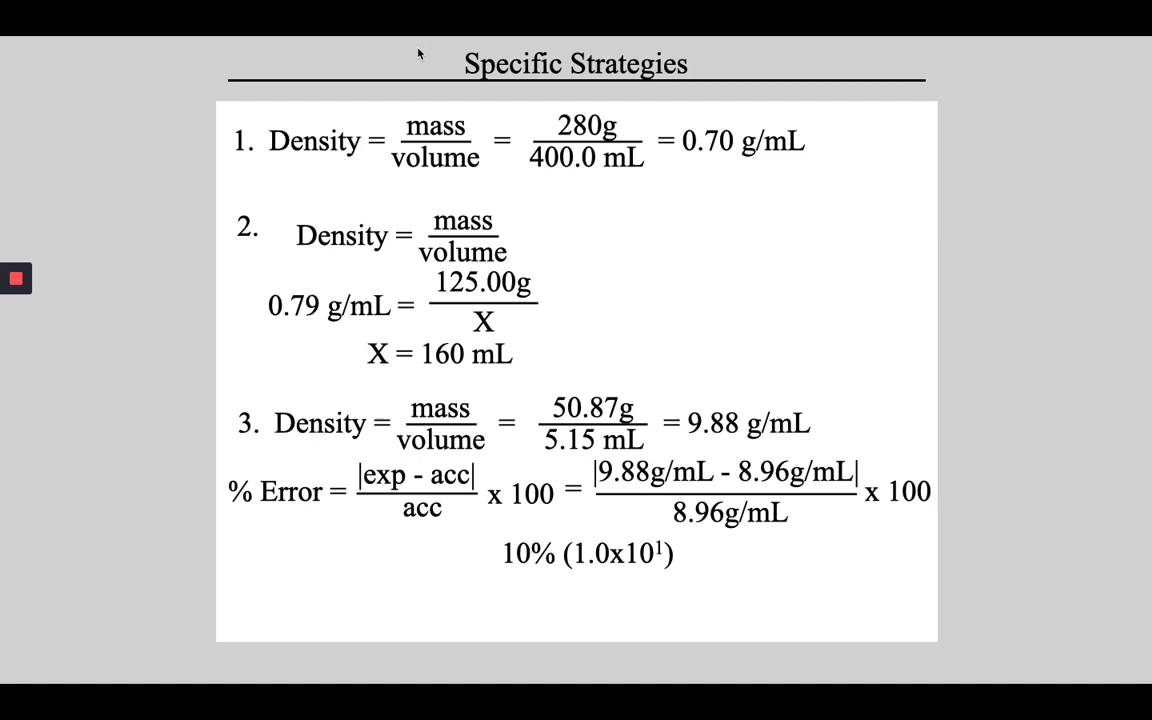 Specific Strategies
1. Density = mass/volume = 280g/400.0 mL = 0.70 g/mL
2. Density = mass/volume
0.79 g/mL = 125.00g/X
X = 160 mL
3. Density = mass/volume = 50.87g/5.15 mL = 9.88 g/mL
% Error = |exp - acc|/acc x 100 = |9.88g/mL - 8.96g/mL|/8.96g/mL x 100
10% (1.0x10¹)